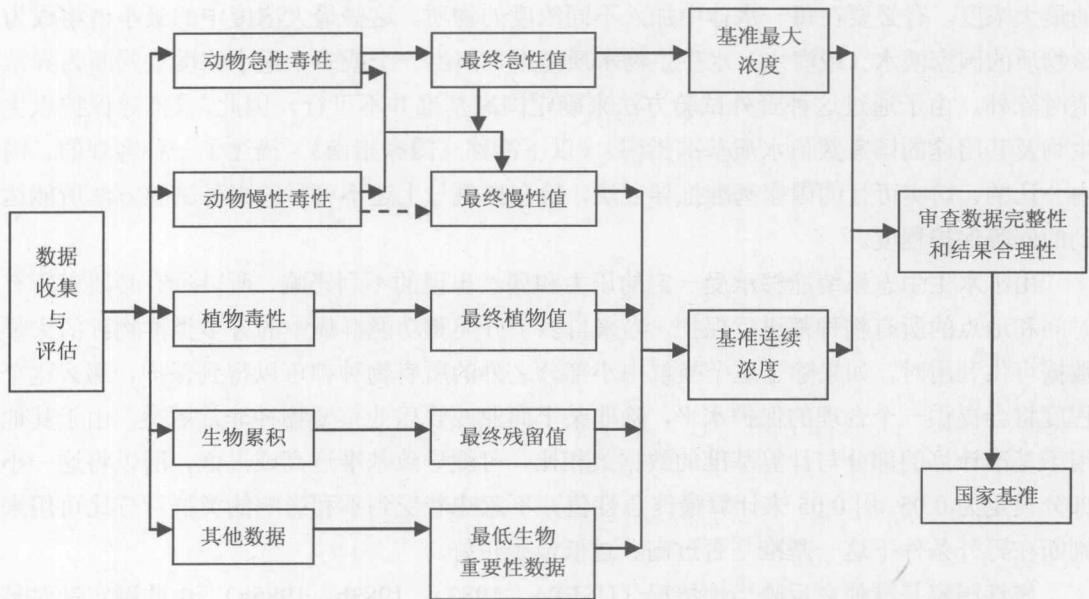 动物急性毒性
最终急性值
基准最大
浓度
动物慢性毒性
最终慢性值
审查数据完整性
和结果合理性
数据
收集
与
评估
植物毒性
最终植物值
基准连续
浓度
生物累积
最终残留值
国家基准
其他数据
最低生物
重要性数据